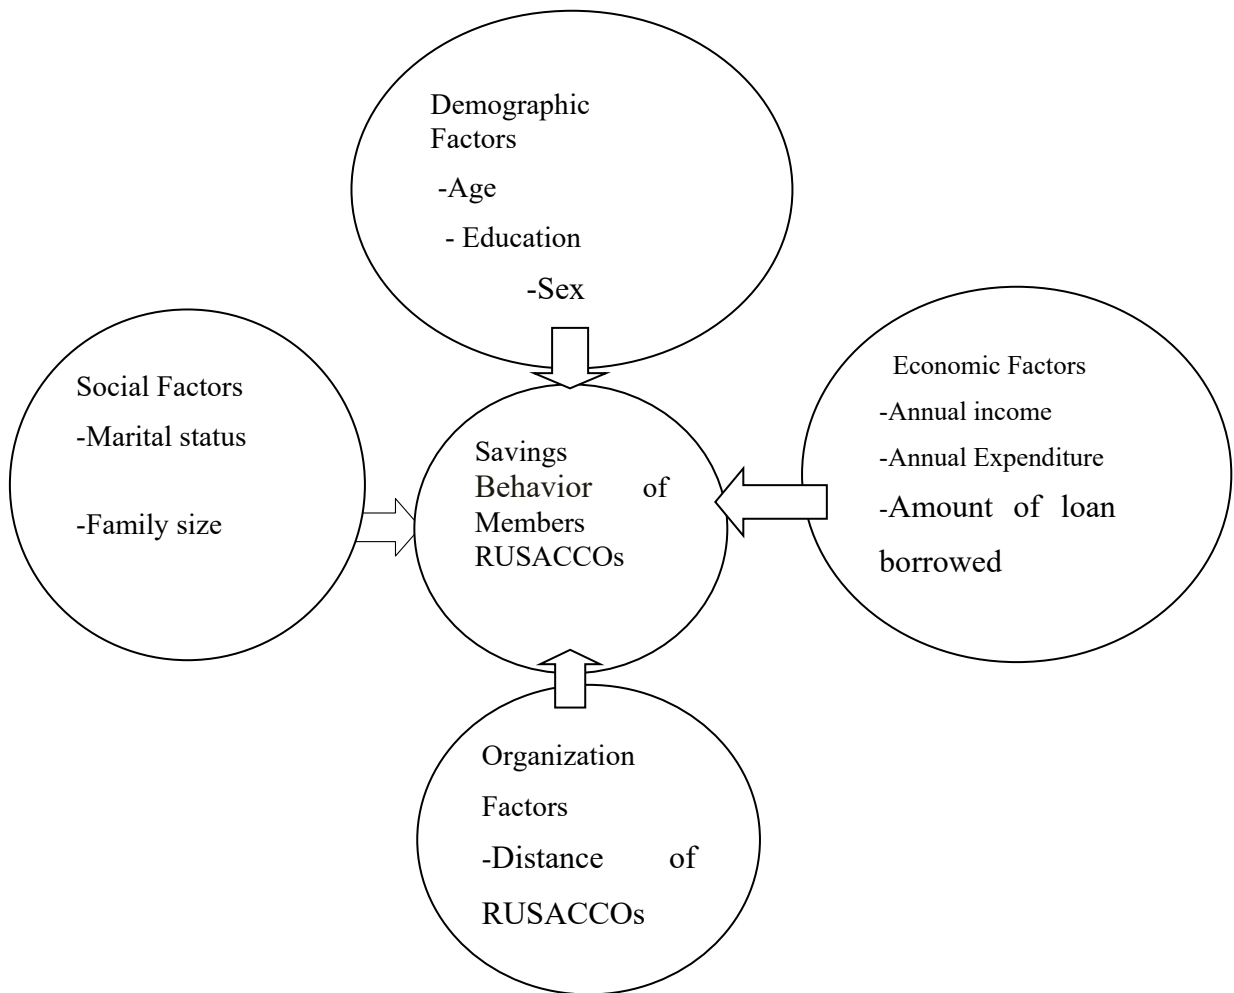 Demographic
Factors
-Age
- Education
-Sex
Social Factors
-Marital status
-Family size
Savings
Behavior of
Members
RUSACCOs
Economic Factors
-Annual income
-Annual Expenditure
-Amount of loan
borrowed
Organization
Factors
-Distance of
RUSACCOs